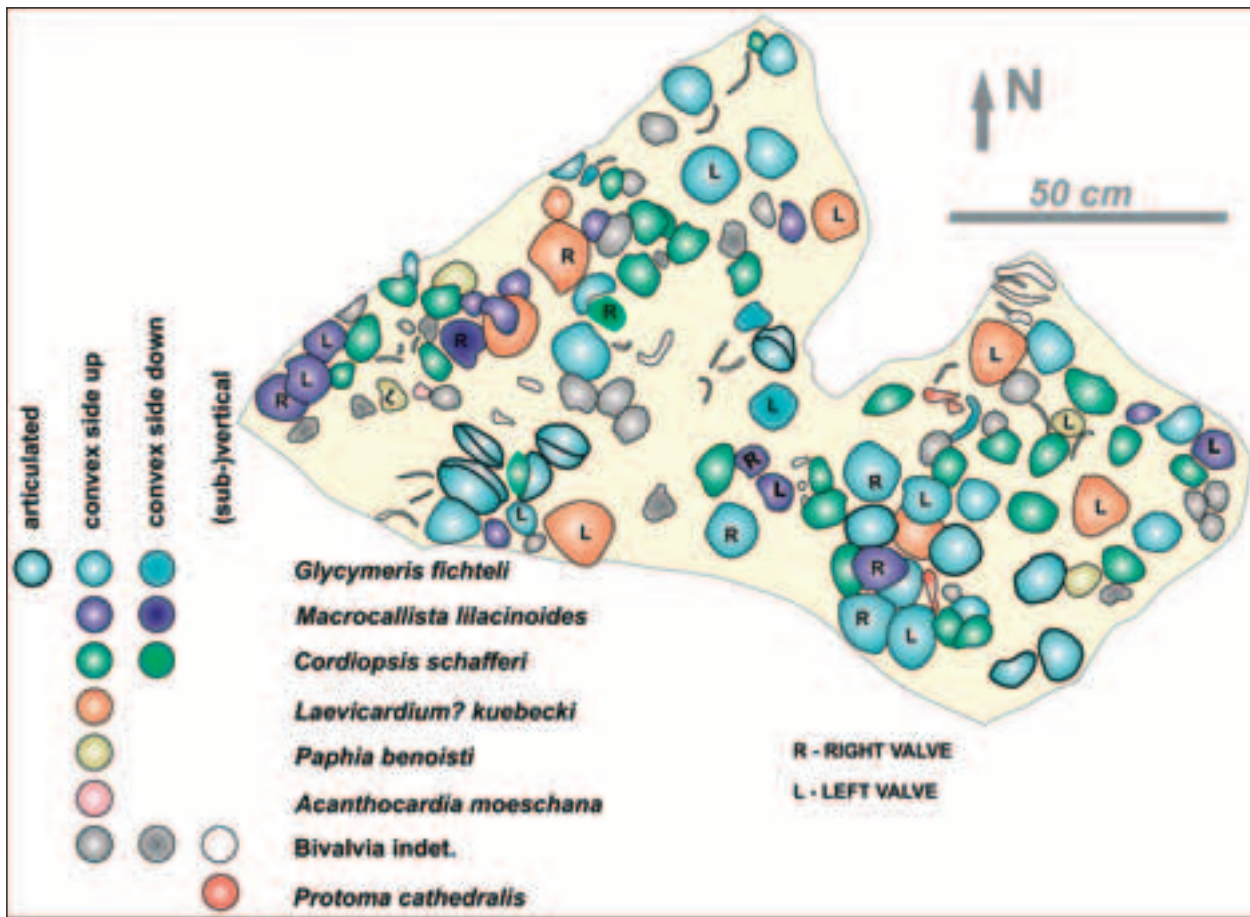 N
50 cm
L
L
R
R
L
R
L
L
R
L
L
L
R
L
L
R
L
R
L
L
L
R
R
L
articulated
convex side up
convex side down
(sub-)vertical
Glycymeris fichteli
Macrocallista lilacinoides
Cordiopsis schafferi
Laevicardium? kuebecki
Paphia benoisti
Acanthocardia moeschana
Bivalvia indet.
Protoma cathedralis
R - RIGHT VALVE
L - LEFT VALVE